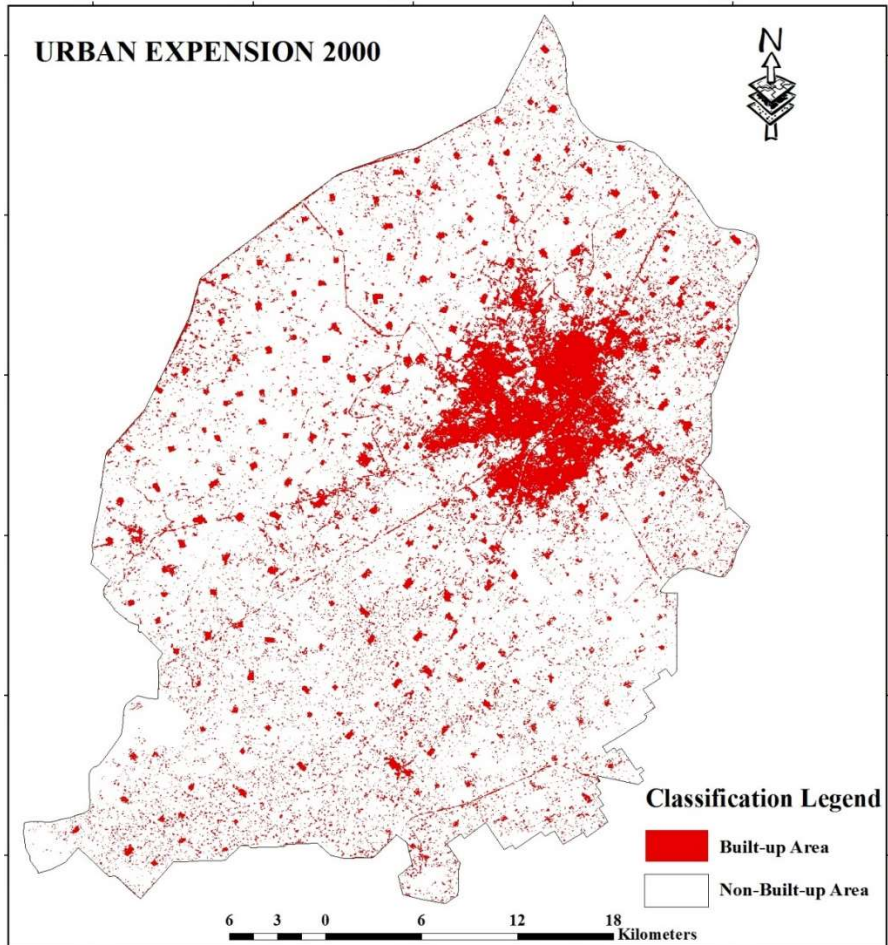 URBAN EXPENSION 2000
N
Classification Legend
Built-up Area
Non-Built-up Area
6 3 0 6 12 18
Kilometers